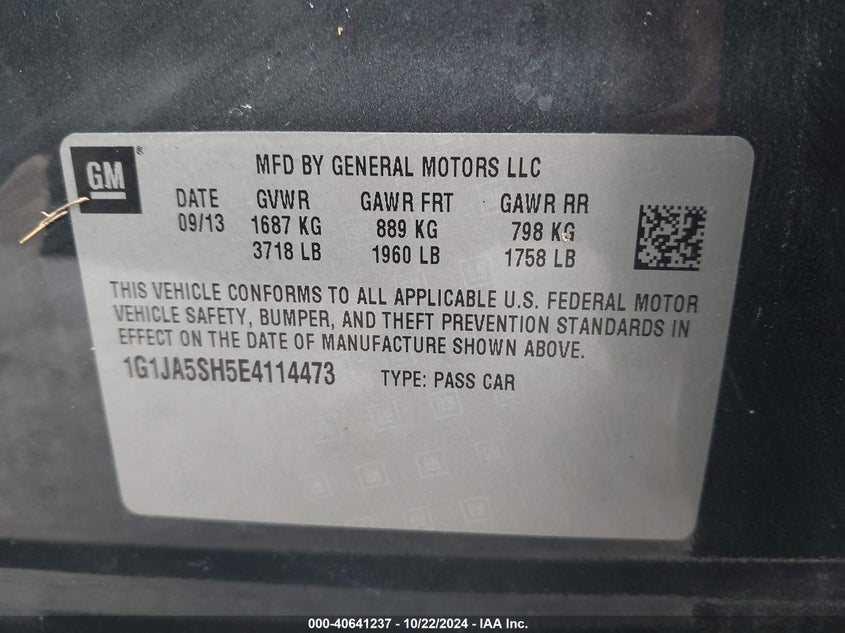 GM®
MFD BY GENERAL MOTORS LLC
DATE GVWR GAWR FRT GAWR RR
09/13 1687 KG 889 KG 798 KG
3718 LB 1960 LB 1758 LB
THIS VEHICLE CONFORMS TO ALL APPLICABLE U.S. FEDERAL MOTOR
VEHICLE SAFETY, BUMPER, AND THEFT PREVENTION STANDARDS IN
EFFECT ON THE DATE OF MANUFACTURE SHOWN ABOVE.
1G1JA5SH5E4114473 TYPE: PASS CAR
000-40641237 - 10/22/2024 - IAA Inc.